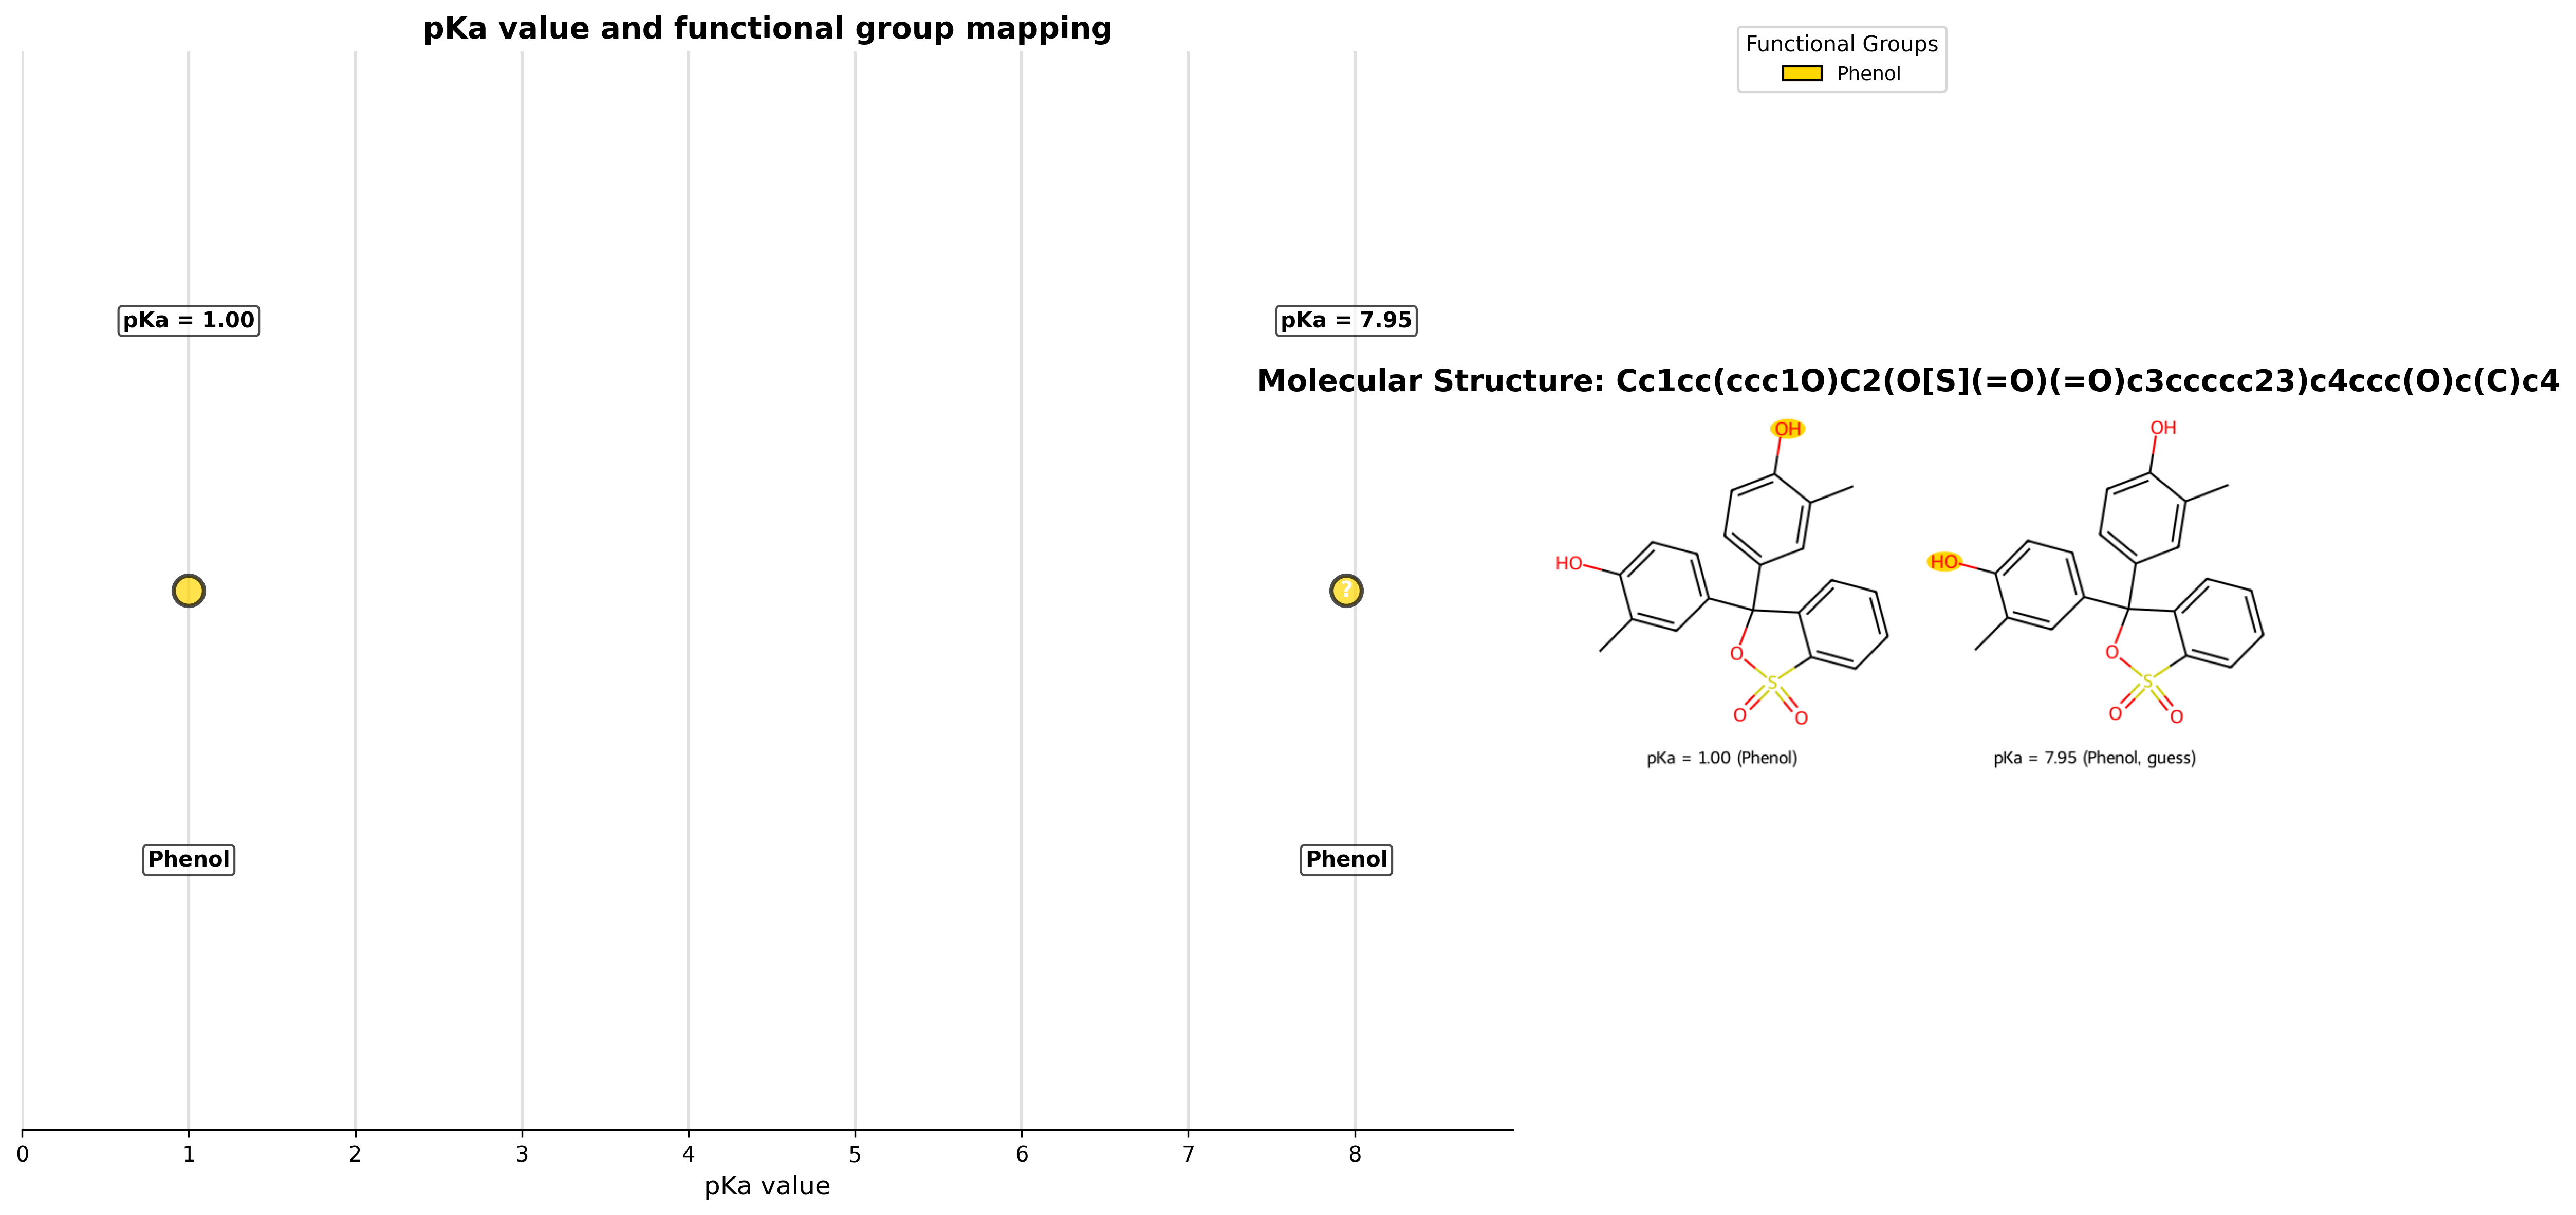 pKa value and functional group mapping
Functional Groups
Phenol
pKa = 1.00
pKa = 7.95
Molecular Structure: Cc1cc(ccc1O)C2(O[S](=O)(=O)c3ccccc23)c4ccc(O)c(C)c4
?
Phenol
Phenol
0 1 2 3 4 5 6 7 8
pKa value
OH
HO
O
S
O
O
pKa = 1.00 (Phenol)
OH
HO
O
S
O
O
pKa = 7.95 (Phenol, guess)